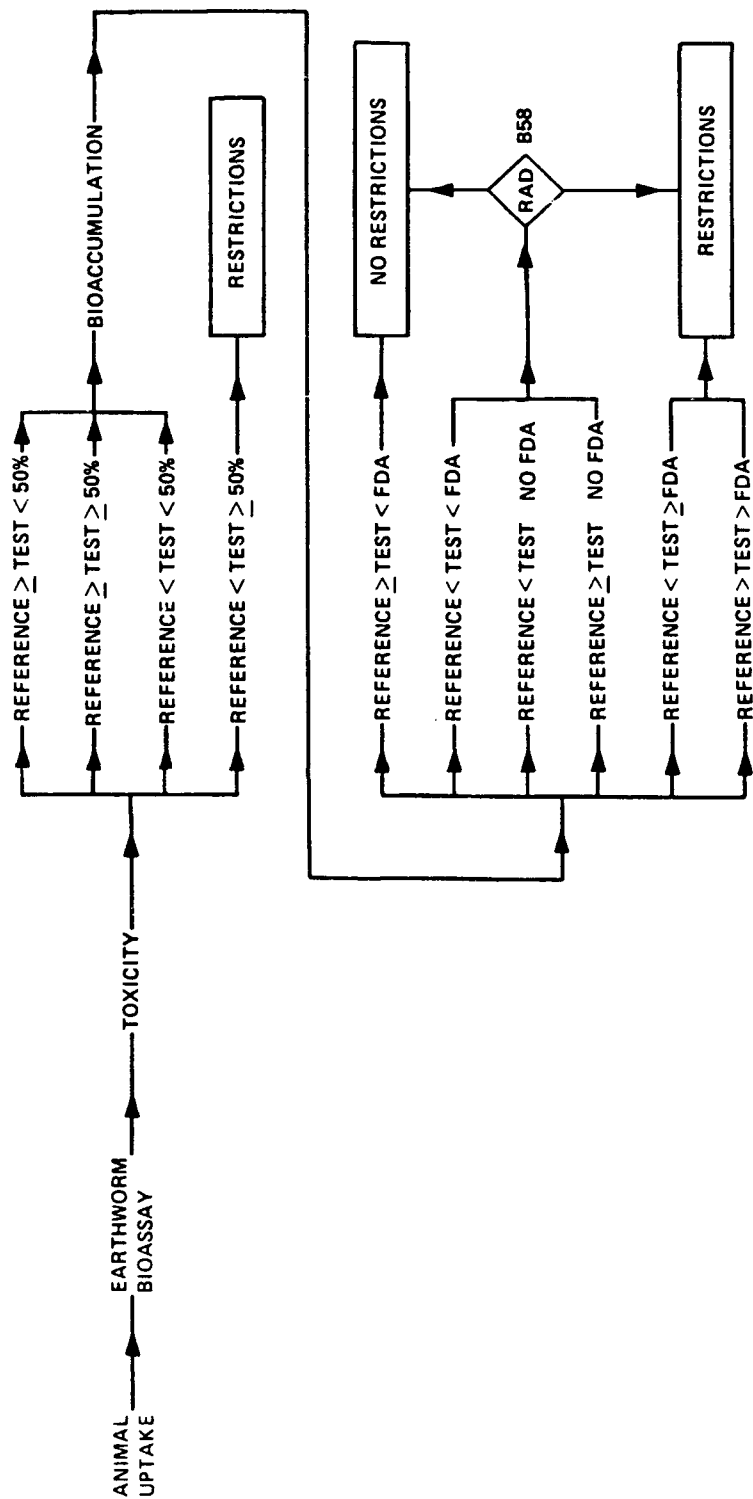 ANIMAL
UPTAKE
EARTHWORM
BIOASSAY
TOXICITY
REFERENCE ≥ TEST < 50%
REFERENCE ≥ TEST ≥ 50%
REFERENCE < TEST < 50%
REFERENCE < TEST ≥ 50%
BIOACCUMULATION
RESTRICTIONS
REFERENCE ≥ TEST < FDA
REFERENCE < TEST < FDA
REFERENCE < TEST NO FDA
REFERENCE ≥ TEST NO FDA
REFERENCE < TEST ≥ FDA
REFERENCE > TEST > FDA
NO RESTRICTIONS
RAD
B58
RESTRICTIONS